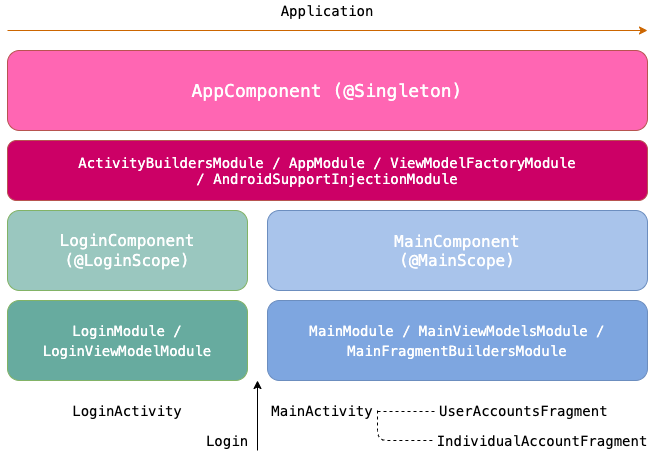 Application
AppComponent (@Singleton)
ActivityBuildersModule / AppModule / ViewModelFactoryModule
/ AndroidSupportInjectionModule
LoginComponent
(@LoginScope)
MainComponent
(@MainScope)
LoginModule /
LoginViewModelModule
MainModule / MainViewModelsModule /
MainFragmentBuildersModule
LoginActivity
MainActivity
UserAccountsFragment
Login
IndividualAccountFragment